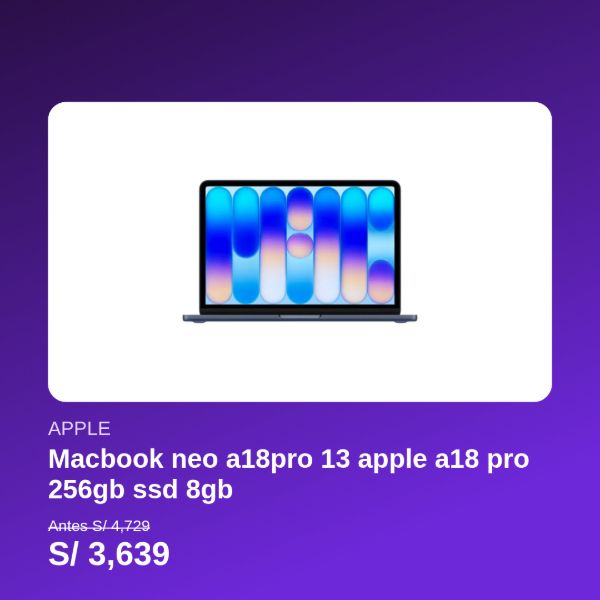 APPLE
Macbook neo a18pro 13 apple a18 pro
256gb ssd 8gb
Antes S/ 4,729
S/ 3,639